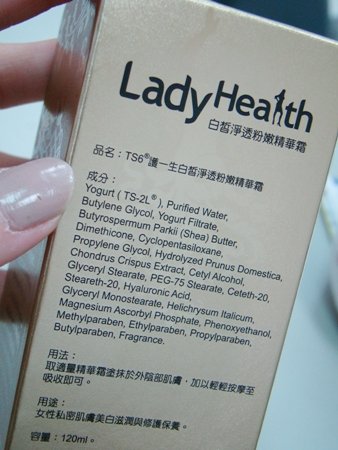 LadyHealth
白皙淨透粉嫩精華霜
品名：TS6®護一生白皙淨透粉嫩精華霜
成分：
Yogurt ( TS-2L® ), Purified Water,
Butylene Glycol, Yogurt Filtrate,
Butyrospermum Parkii (Shea) Butter,
Dimethicone, Cyclopentasiloxane,
Propylene Glycol, Hydrolyzed Prunus Domestica,
Chondrus Crispus Extract, Cetyl Alcohol,
Glyceryl Stearate, PEG-75 Stearate, Ceteth-20,
Steareth-20, Hyaluronic Acid,
Glyceryl Monostearate, Helichrysum Italicum,
Magnesium Ascorbyl Phosphate, Phenoxyethanol,
Methylparaben, Ethylparaben, Propylparaben,
Butylparaben, Fragrance.
用法：
取適量精華霜塗抹於外陰部肌膚，加以輕輕按摩至
吸收即可。
用途：
女性私密肌膚美白滋潤與修護保養。
容量：120ml。